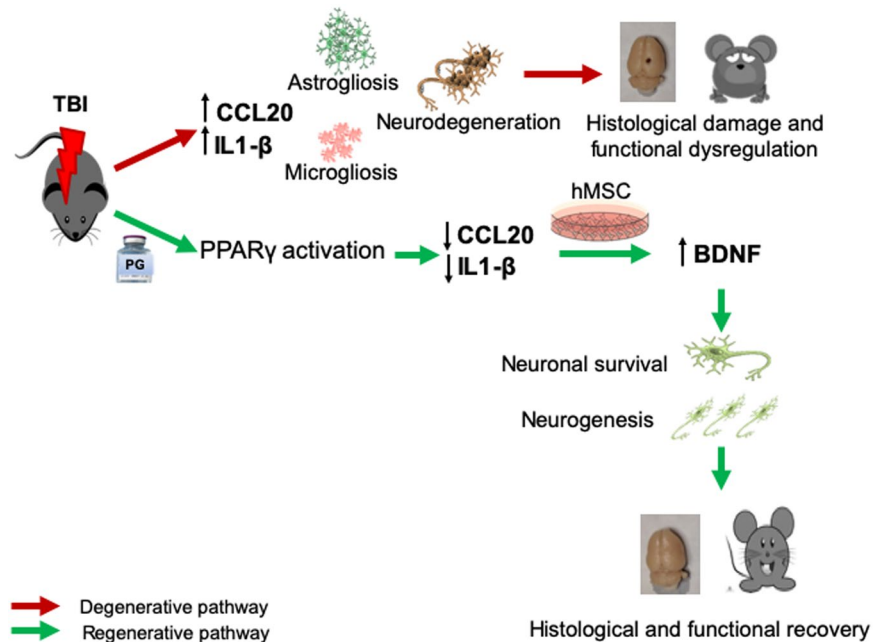 TBI
↑ CCL20
↑ IL1-β
Astrogliosis
Microgliosis
Neurodegeneration
Histological damage and
functional dysregulation
PG
PPARγ activation
↓ CCL20
↓ IL1-β
hMSC
↑ BDNF
Neuronal survival
Neurogenesis
Histological and functional recovery
Degenerative pathway
Regenerative pathway